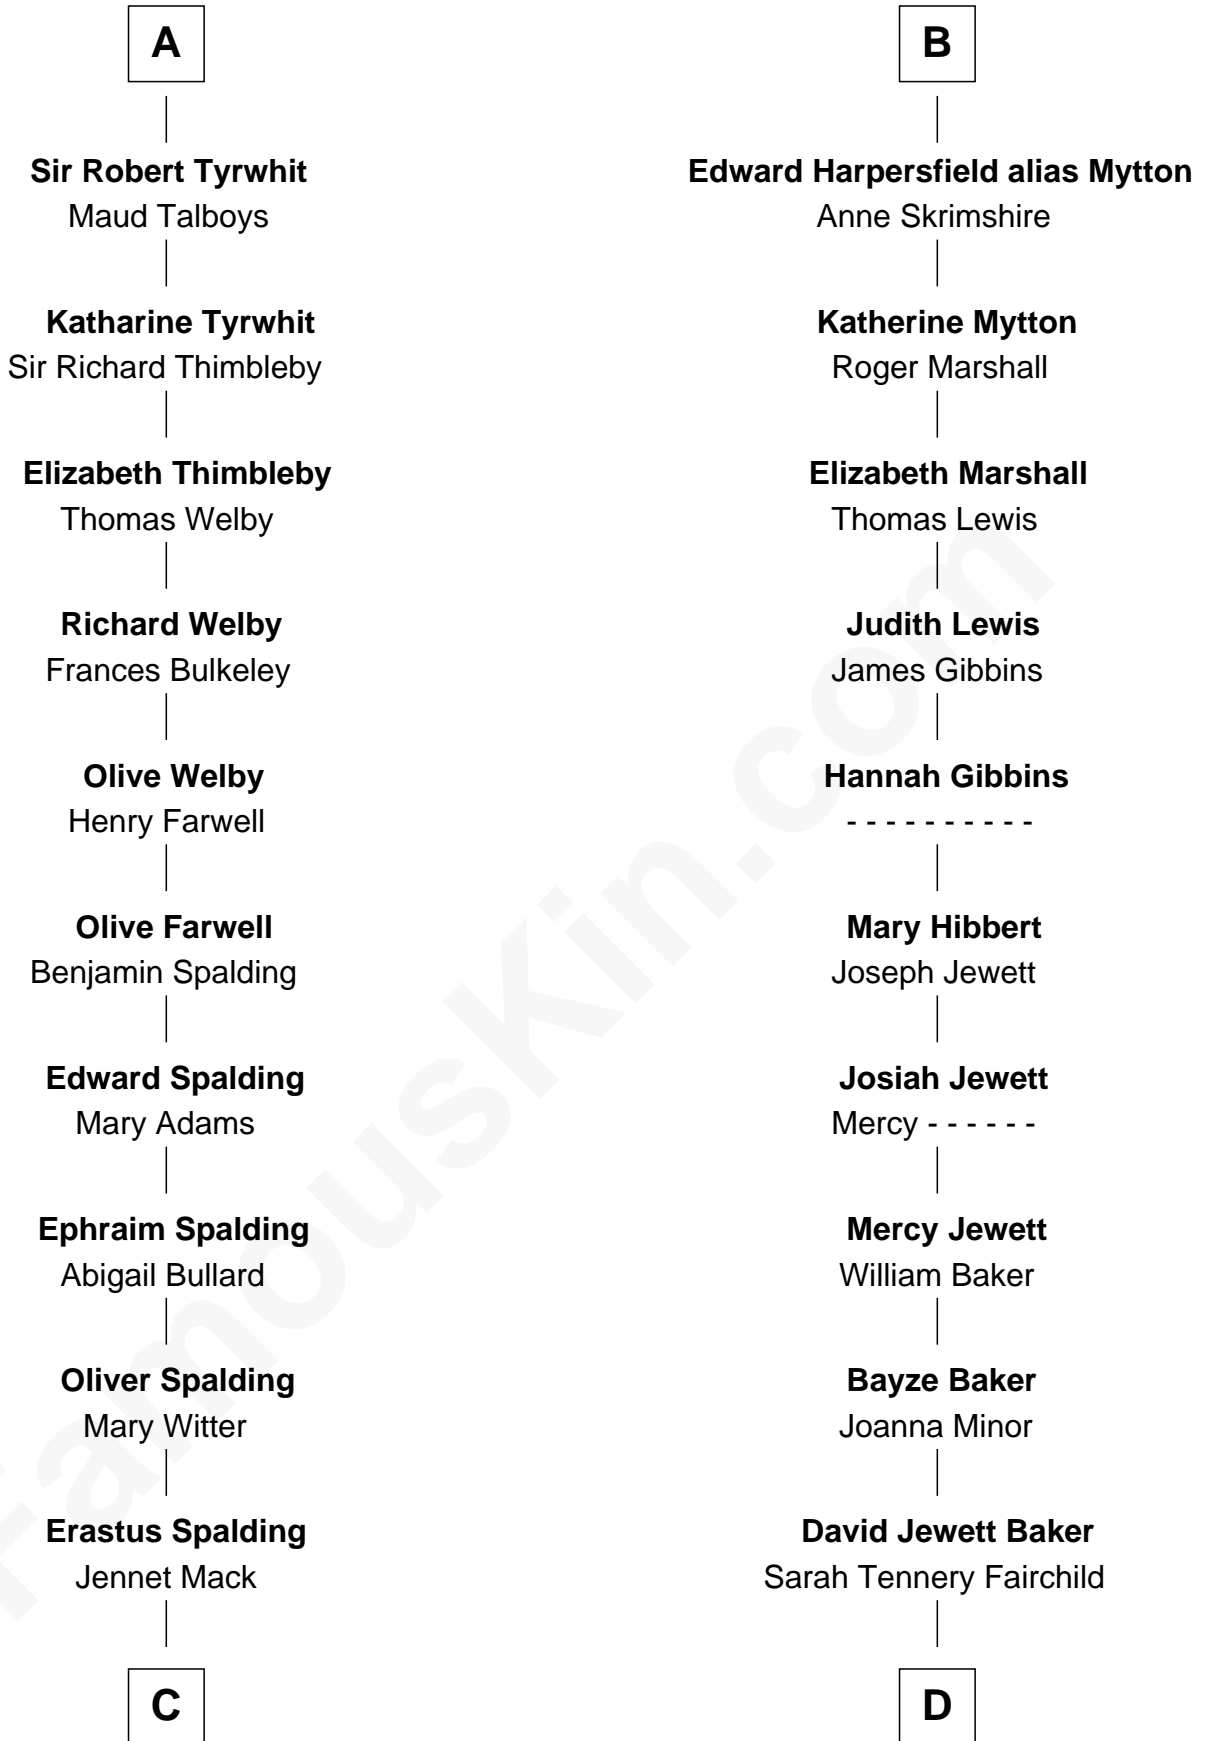 A
Sir Robert Tyrwhit
Maud Talboys
Katharine Tyrwhit
Sir Richard Thimbleby
Elizabeth Thimbleby
Thomas Welby
Richard Welby
Frances Bulkeley
Olive Welby
Henry Farwell
Olive Farwell
Benjamin Spalding
Edward Spalding
Mary Adams
Ephraim Spalding
Abigail Bullard
Oliver Spalding
Mary Witter
Erastus Spalding
Jennet Mack
C
B
Edward Harpersfield alias Mytton
Anne Skrimshire
Katherine Mytton
Roger Marshall
Elizabeth Marshall
Thomas Lewis
Judith Lewis
James Gibbins
Hannah Gibbins
- - - - - - - - - -
Mary Hibbert
Joseph Jewett
Josiah Jewett
Mercy - - - - - -
Mercy Jewett
William Baker
Bayze Baker
Joanna Minor
David Jewett Baker
Sarah Tennery Fairchild
D
FamousKin.com